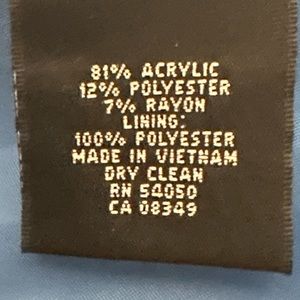 81% ACRYLIC
12% POLYESTER
7% RAYON
LINING:
100% POLYESTER
MADE IN VIETNAM
DRY CLEAN
RN 54050
CA 08349